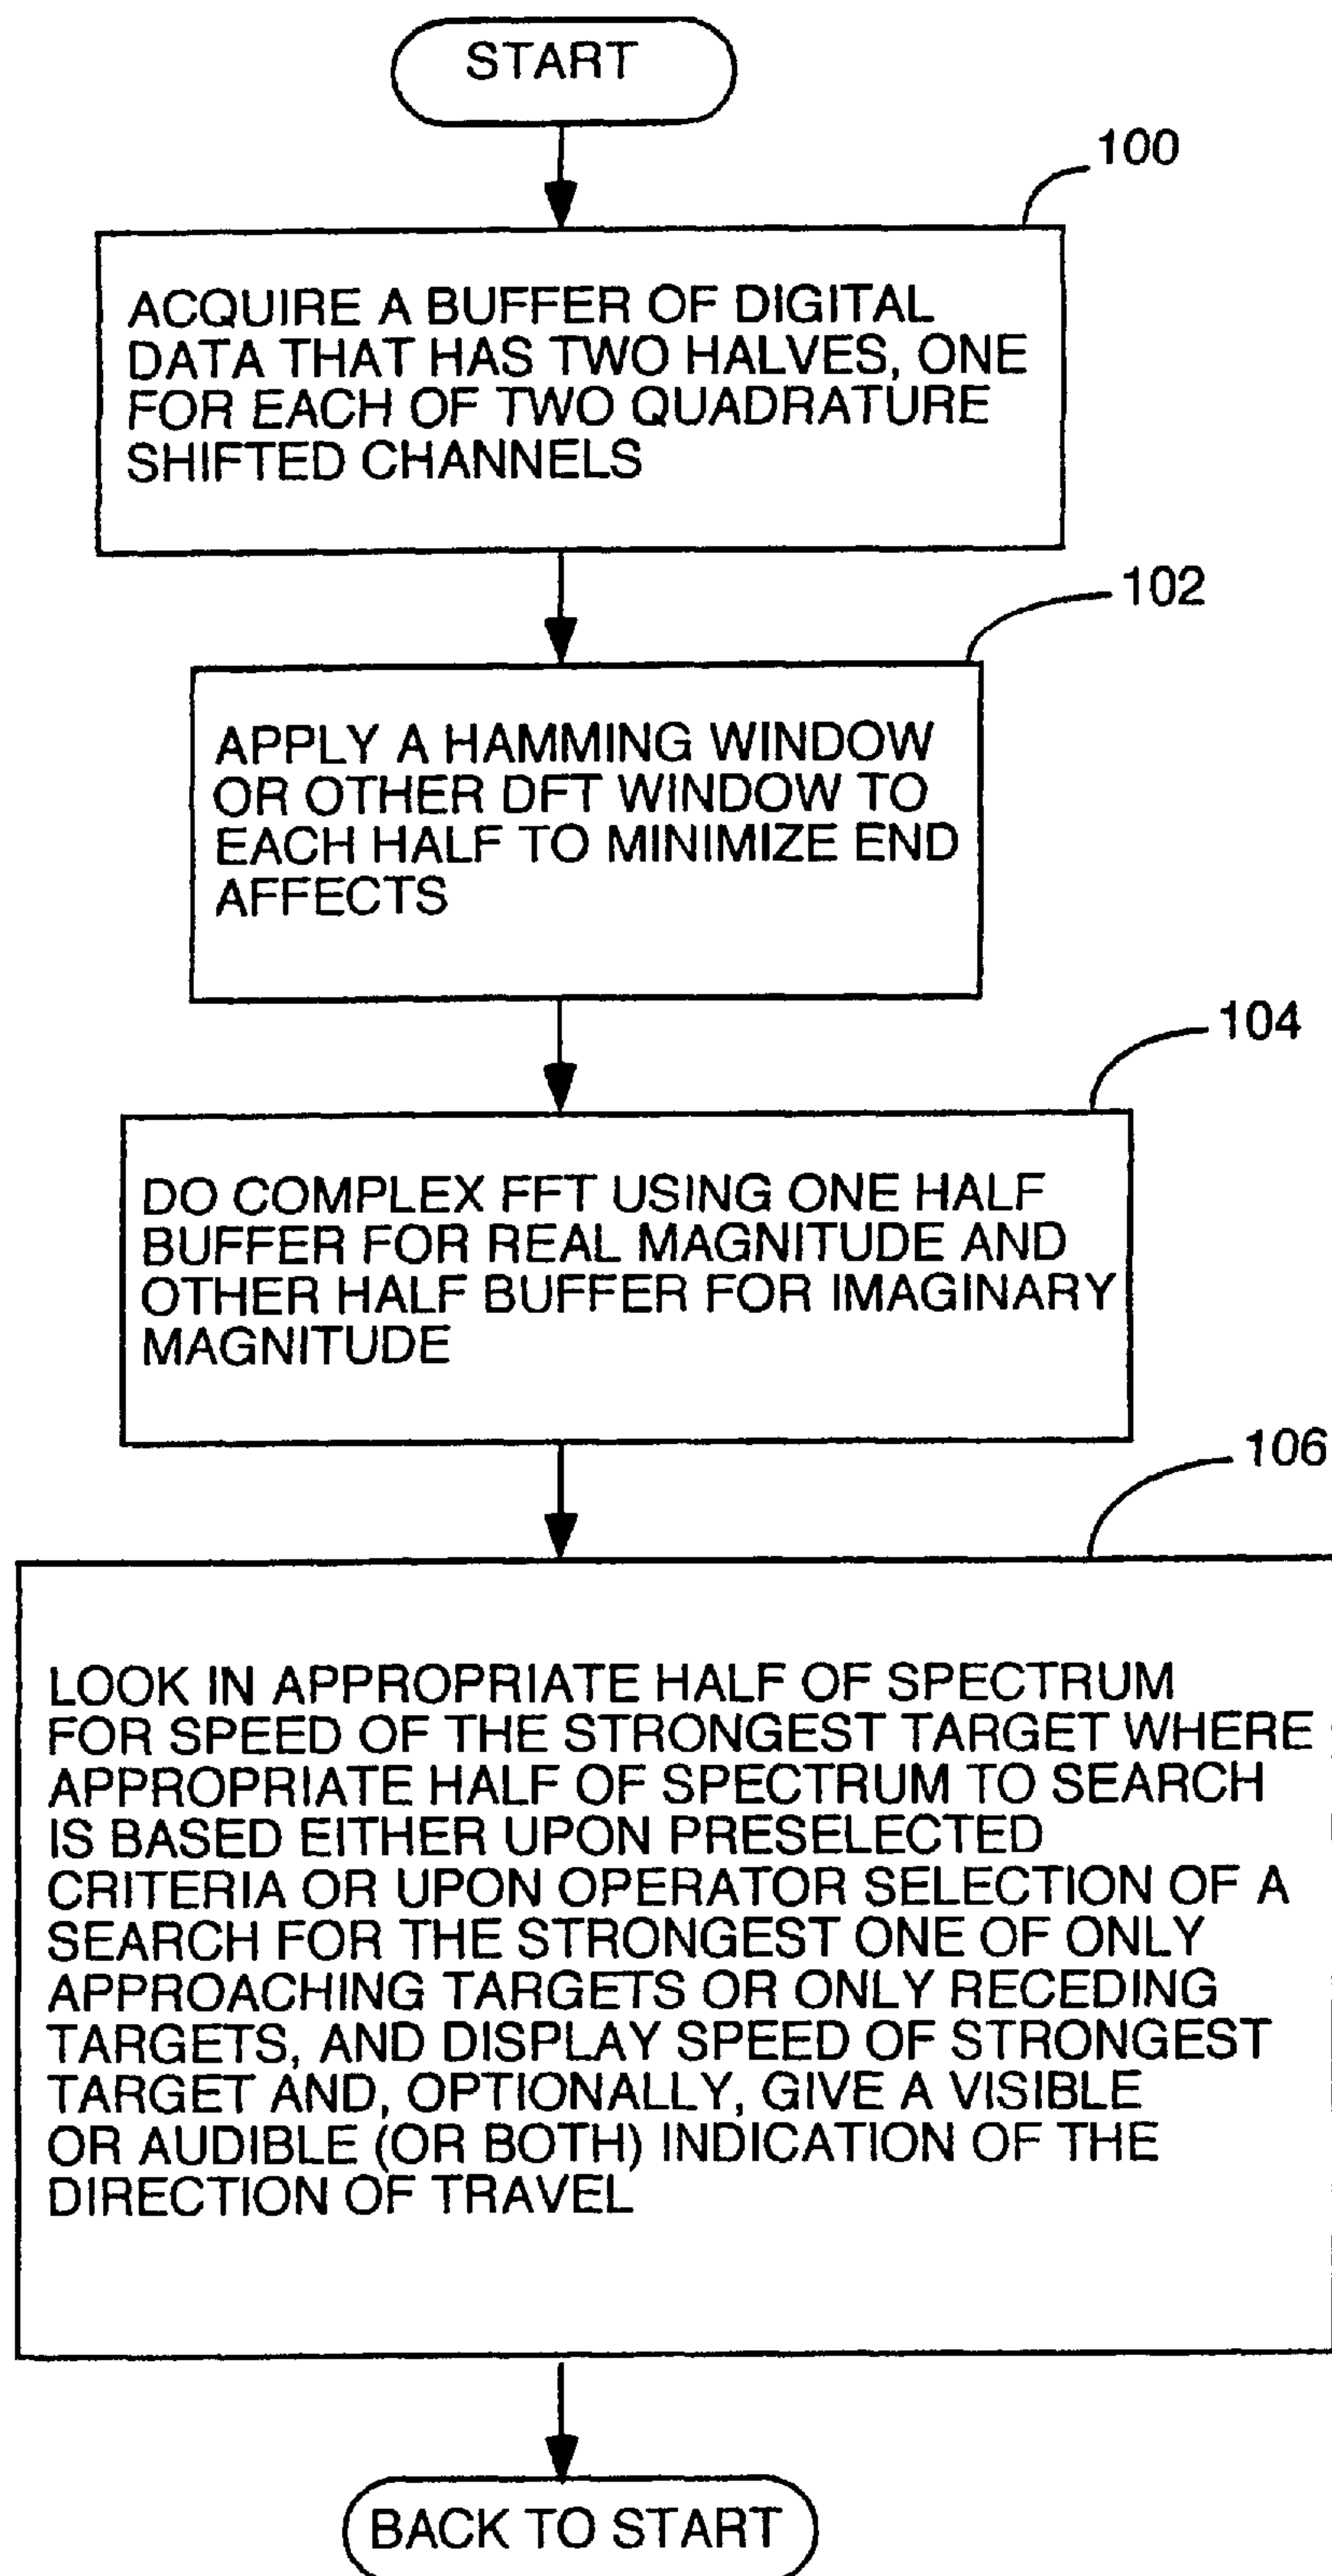 START
100
ACQUIRE A BUFFER OF DIGITAL
DATA THAT HAS TWO HALVES, ONE
FOR EACH OF TWO QUADRATURE
SHIFTED CHANNELS
102
APPLY A HAMMING WINDOW
OR OTHER DFT WINDOW TO
EACH HALF TO MINIMIZE END
AFFECTS
104
DO COMPLEX FFT USING ONE HALF
BUFFER FOR REAL MAGNITUDE AND
OTHER HALF BUFFER FOR IMAGINARY
MAGNITUDE
106
LOOK IN APPROPRIATE HALF OF SPECTRUM
FOR SPEED OF THE STRONGEST TARGET WHERE
APPROPRIATE HALF OF SPECTRUM TO SEARCH
IS BASED EITHER UPON PRESELECTED
CRITERIA OR UPON OPERATOR SELECTION OF A
SEARCH FOR THE STRONGEST ONE OF ONLY
APPROACHING TARGETS OR ONLY RECEDING
TARGETS, AND DISPLAY SPEED OF STRONGEST
TARGET AND, OPTIONALLY, GIVE A VISIBLE
OR AUDIBLE (OR BOTH) INDICATION OF THE
DIRECTION OF TRAVEL
BACK TO START